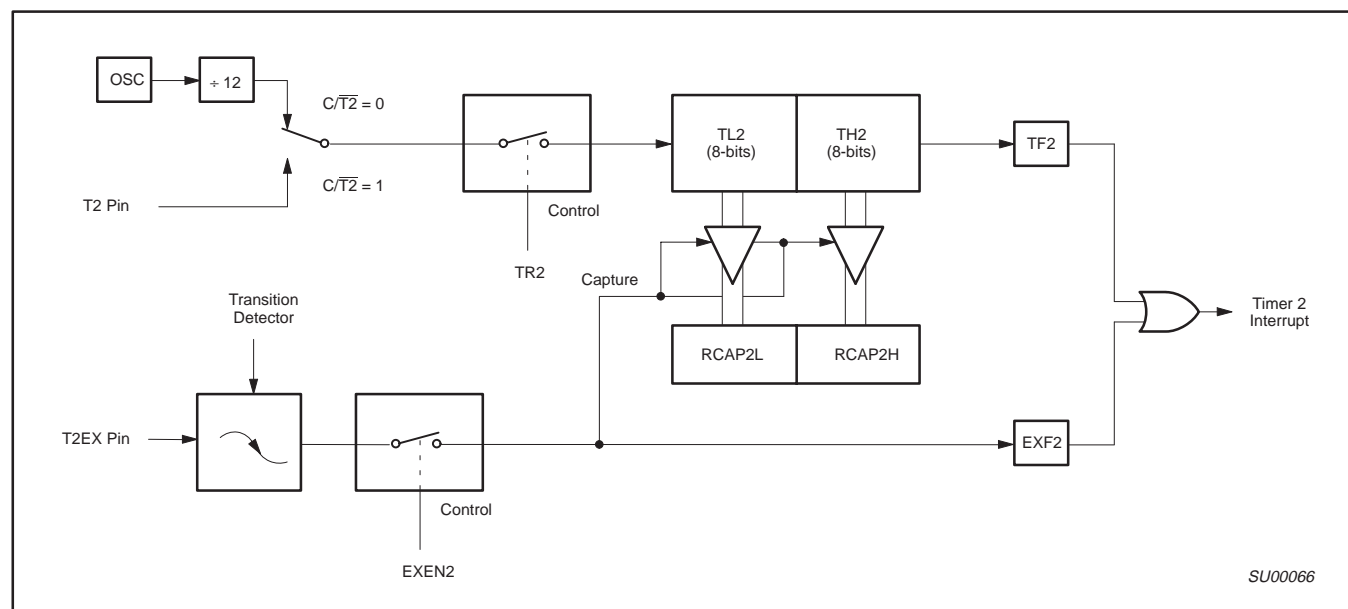 OSC
÷ 12
C/T2 = 0
C/T2 = 1
T2 Pin
Control
TR2
TL2
(8-bits)
TH2
(8-bits)
TF2
Capture
RCAP2L
RCAP2H
Timer 2
Interrupt
Transition
Detector
T2EX Pin
Control
EXEN2
EXF2
SU00066